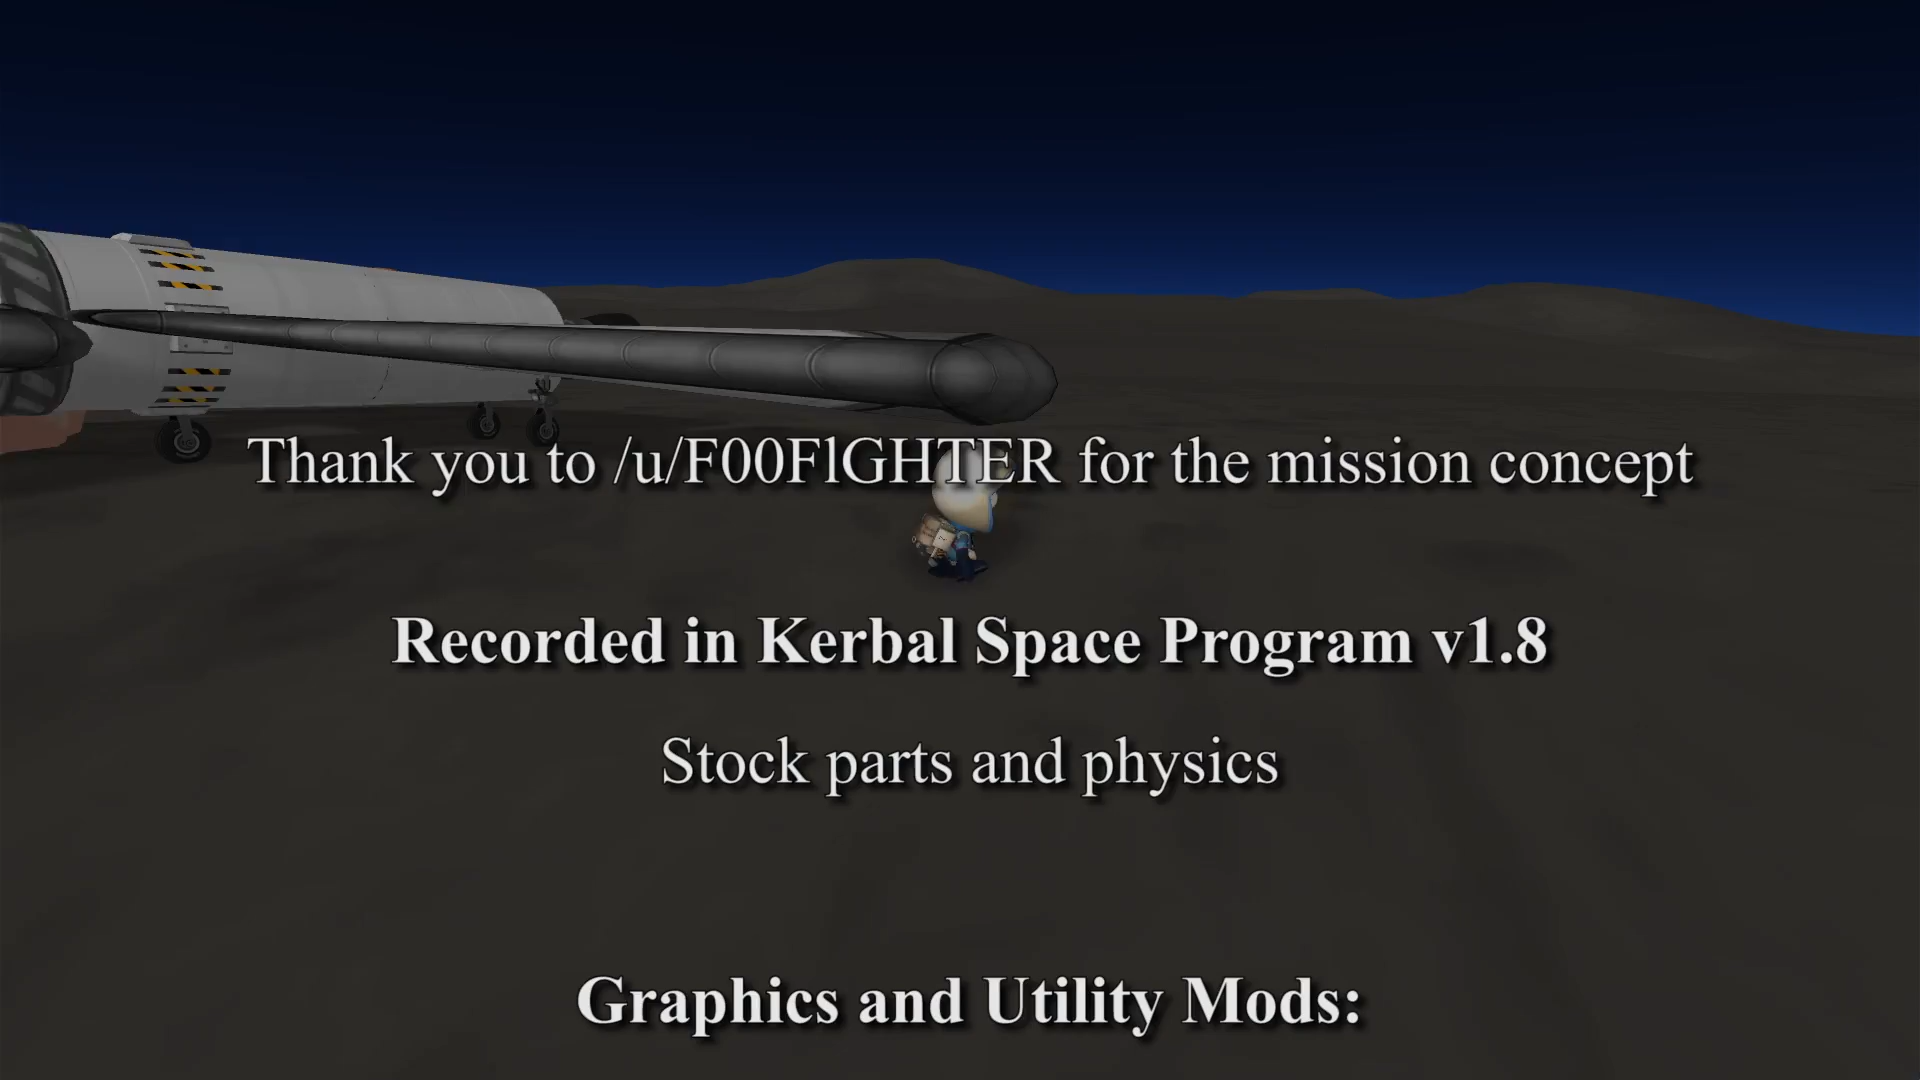 Thank you to /u/F00FlGHTER for the mission concept
Recorded in Kerbal Space Program v1.8
Stock parts and physics
Graphics and Utility Mods: